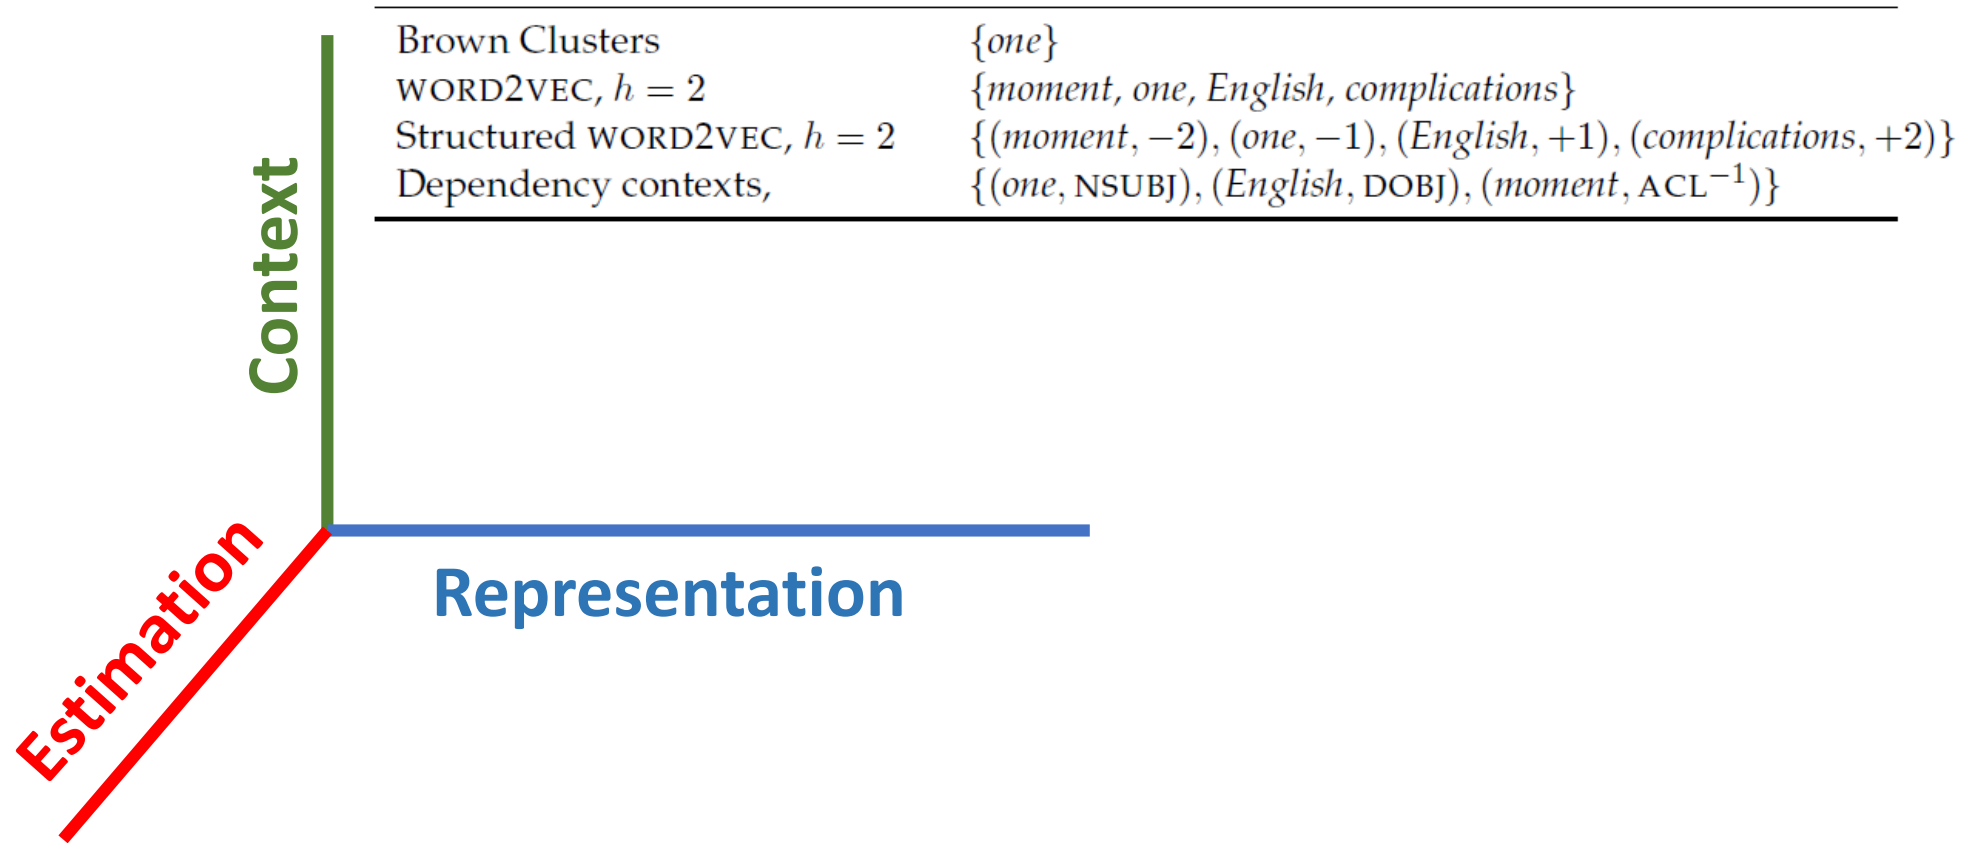 Brown Clusters {one}
WORD2VEC, h = 2 {moment, one, English, complications}
Structured WORD2VEC, h = 2 {(moment, −2), (one, −1), (English, +1), (complications, +2)}
Dependency contexts, {(one, NSUBJ), (English, DOBJ), (moment, ACL⁻¹)}
Context
Representation
Estimation